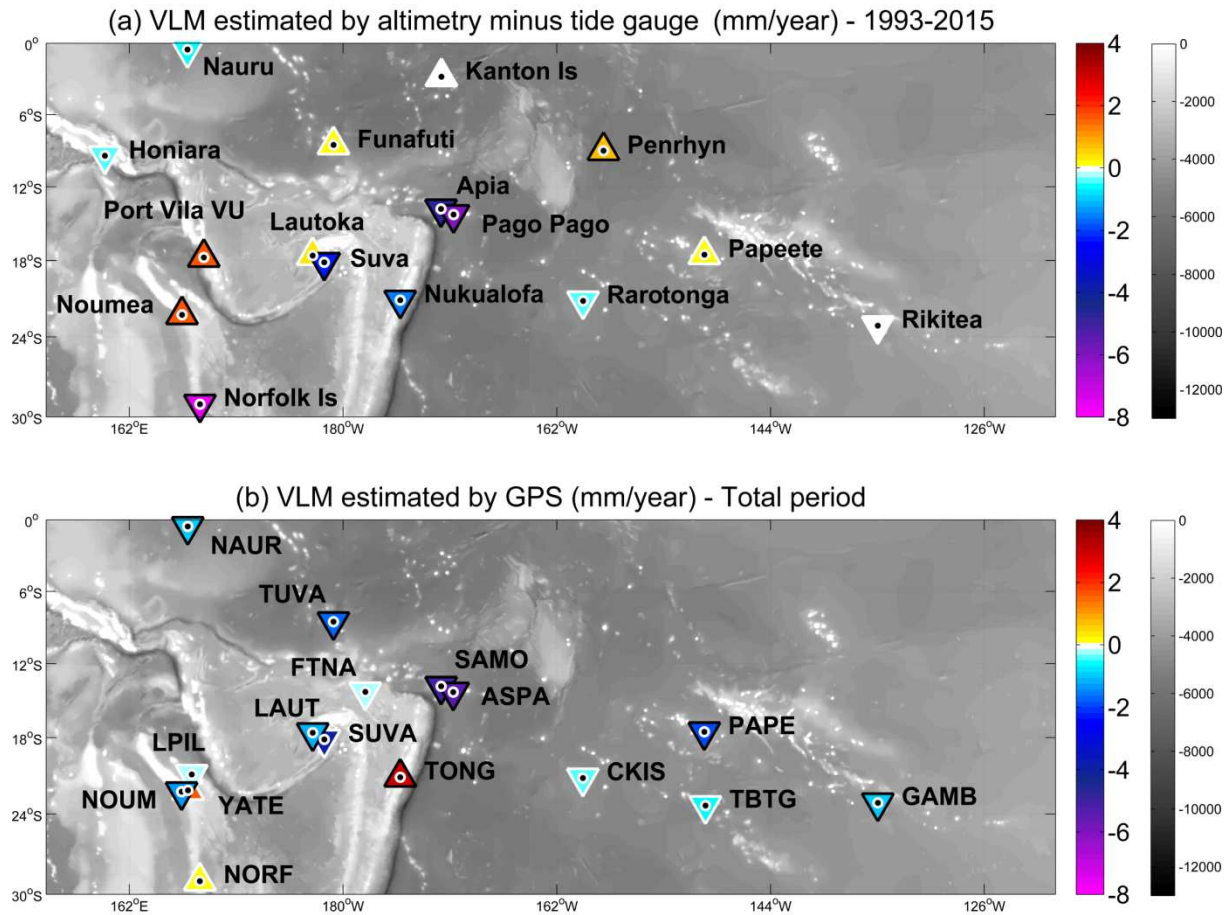 (a) VLM estimated by altimetry minus tide gauge (mm/year) - 1993-2015
0°
Nauru
Kanton Is
6°S
Funafuti
Penrhyn
Honiara
12°S
Apia
Port Vila VU
Lautoka
Pago Pago
Papeete
18°S
Suva
Nukualofa
Rarotonga
Noumea
Rikitea
24°S
Norfolk Is
30°S
162°E
180°W
162°W
144°W
126°W
4
2
0
-2
-4
-6
-8
0
-2000
-4000
-6000
-8000
-10000
-12000
(b) VLM estimated by GPS (mm/year) - Total period
0°
NAUR
6°S
TUVA
12°S
FTNA
SAMO
ASPA
LAUT
18°S
SUVA
PAPE
LPIL
TONG
CKIS
NOUM
YATE
TBTG
GAMB
24°S
NORF
30°S
162°E
180°W
162°W
144°W
126°W
4
2
0
-2
-4
-6
-8
0
-2000
-4000
-6000
-8000
-10000
-12000